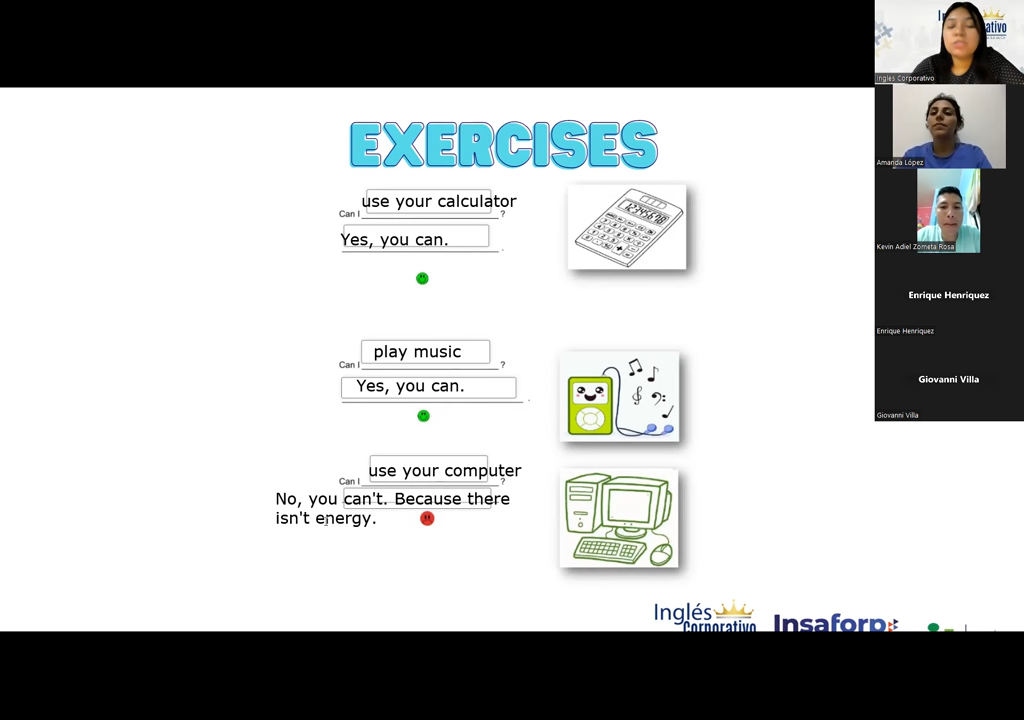 EXERCISES
Can I use your calculator ?
Yes, you can.
Can I play music ?
Yes, you can.
Can I use your computer ?
No, you can't. Because there
isn't energy.
12345678
Inglés
Corporativo
Insaforp
Inglés Corporativo
Amanda López
Kevin Adiel Zometa Rosa
Enrique Henriquez
Enrique Henriquez
Giovanni Villa
Giovanni Villa